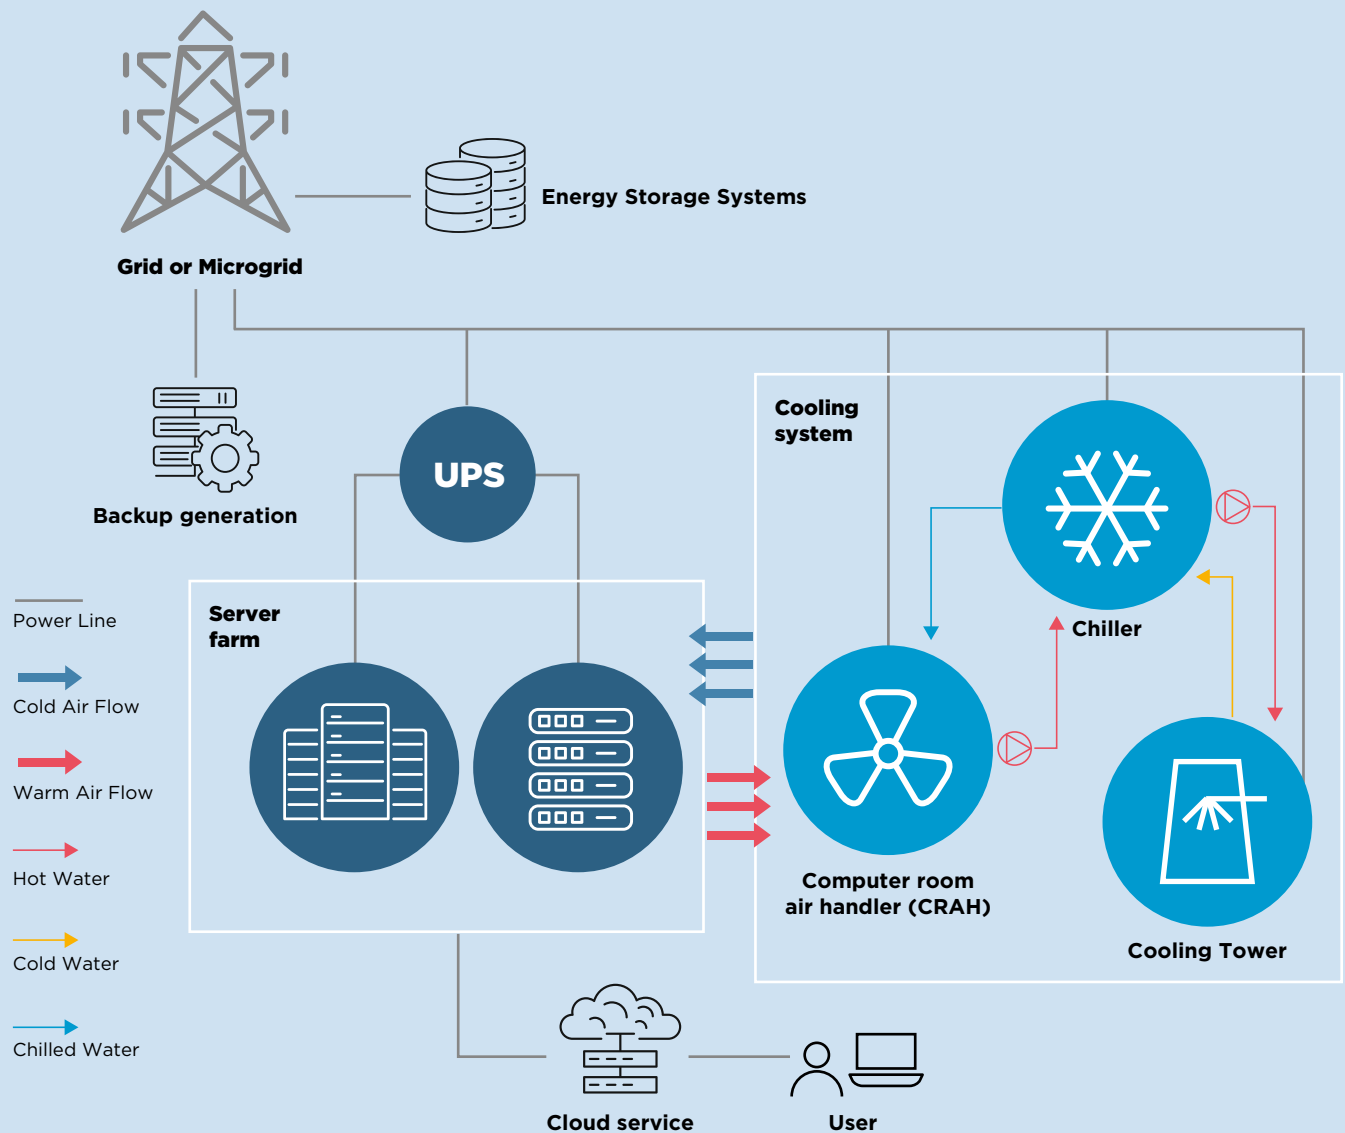 Energy Storage Systems
Grid or Microgrid
Cooling
system
UPS
Backup generation
Power Line
Server
farm
Chiller
Cold Air Flow
Warm Air Flow
Hot Water
Computer room
air handler (CRAH)
Cooling Tower
Cold Water
Chilled Water
Cloud service
User